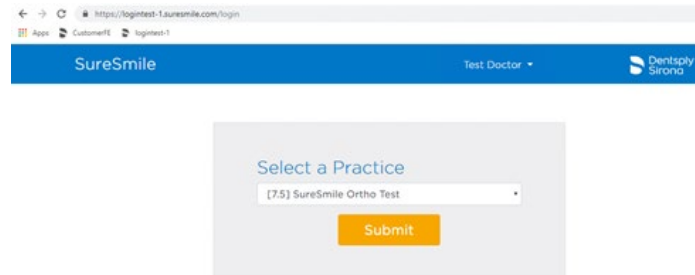 https://logintest-1.suresmile.com/login
Apps CustomerFE logintest-1
SureSmile Test Doctor Dentsply
Sirona
Select a Practice
[7.5] SureSmile Ortho Test
Submit